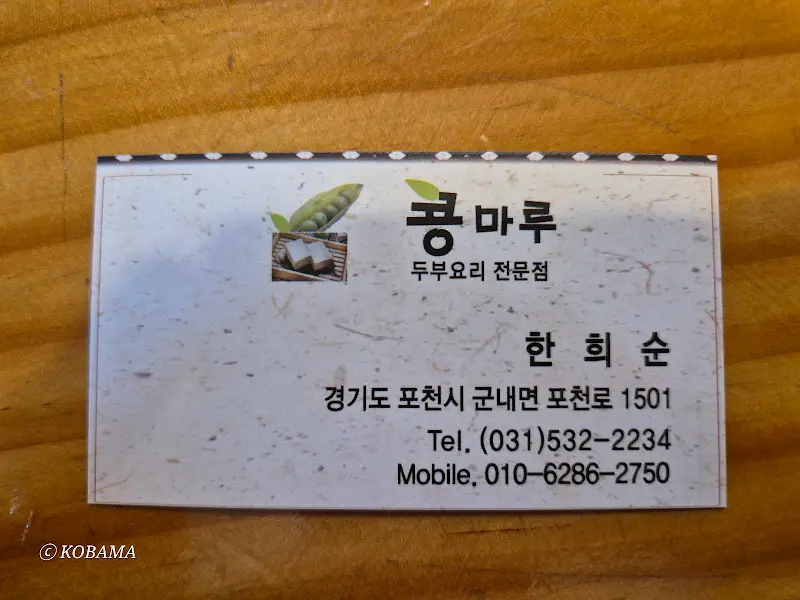 콩마루
두부요리 전문점
한 희 순
경기도 포천시 군내면 포천로 1501
Tel. (031)532-2234
Mobile. 010-6286-2750
ⓒ KOBAMA